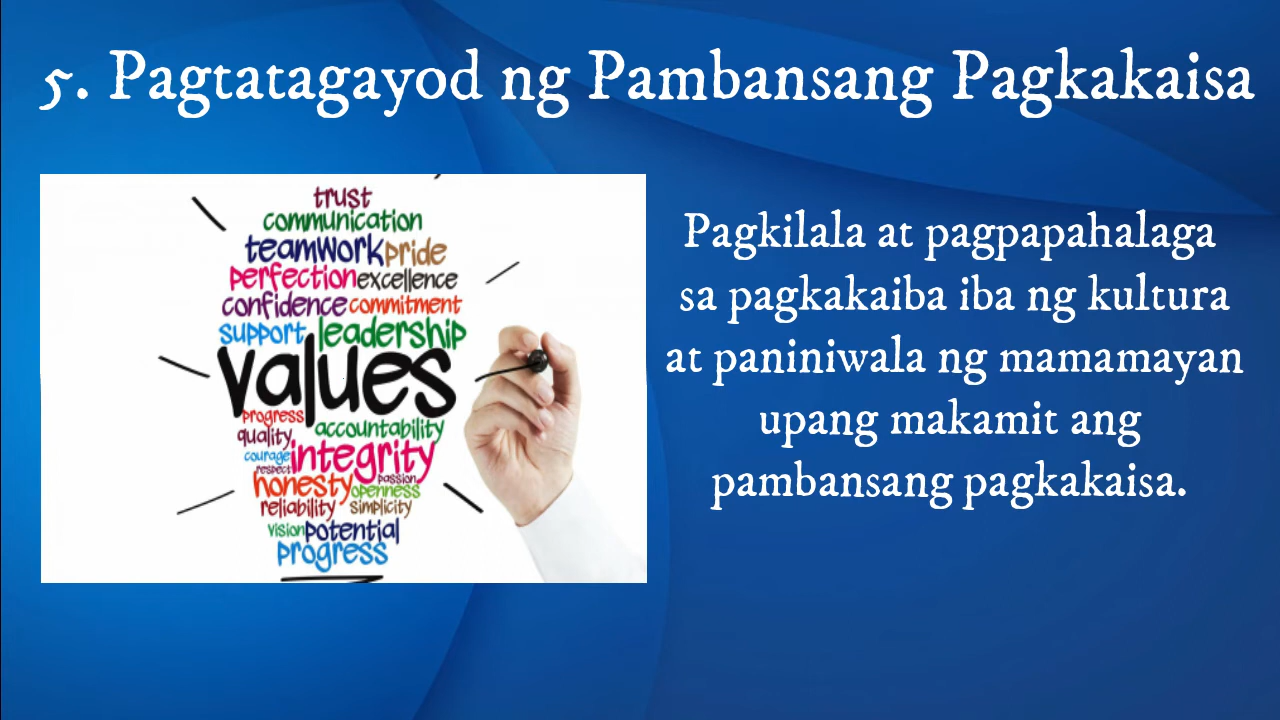 5. Pagtatagayod ng Pambansang Pagkakaisa
trust
communication
teamwork pride
perfection excellence
confidence commitment
support leadership
values
progress
accountability
quality
courage
respect
integrity
passion
honesty openness
reliability simplicity
vision potential
progress
Pagkilala at pagpapahalaga
sa pagkakaiba iba ng kultura
at paniniwala ng mamamayan
upang makamit ang
pambansang pagkakaisa.